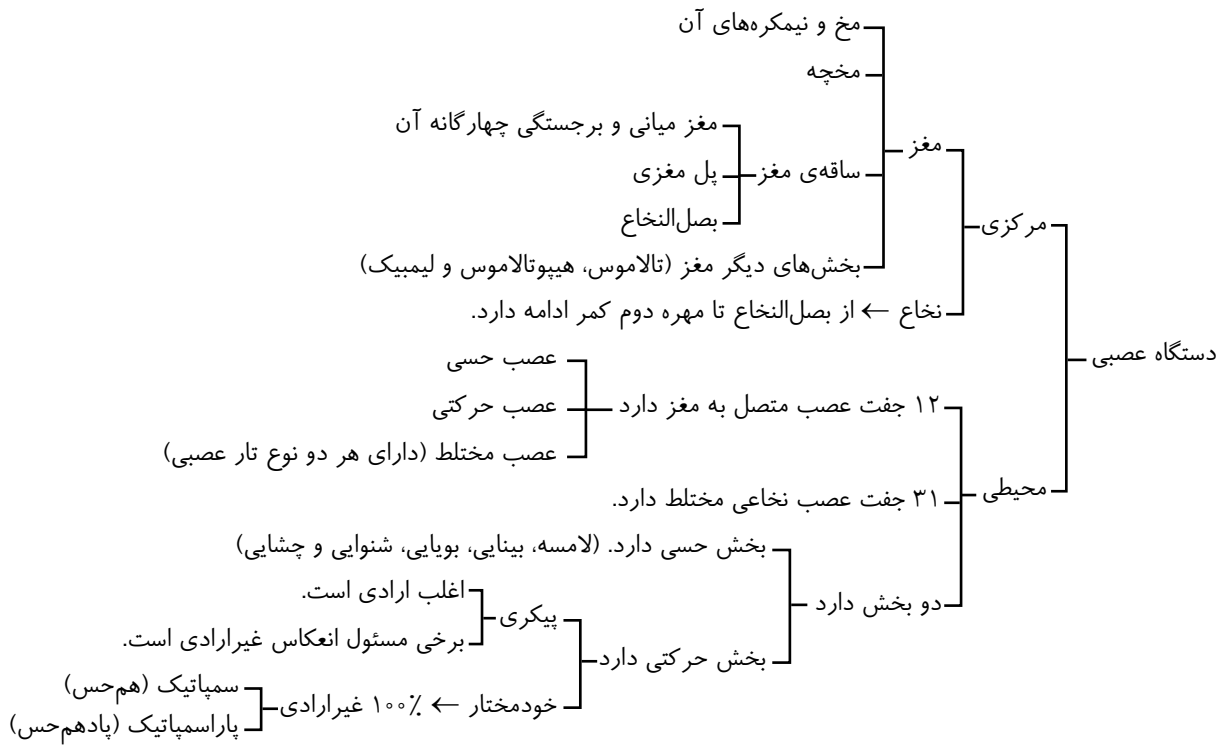 مخ و نیمکره‌های آن
مخچه
مغز میانی و برجستگی چهارگانه آن
مغز
ساقه‌ی مغز
پل مغزی
مرکزی
بصل‌النخاع
بخش‌های دیگر مغز (تالاموس، هیپوتالاموس و لیمبیک)
نخاع ← از بصل‌النخاع تا مهره دوم کمر ادامه دارد.
دستگاه عصبی
عصب حسی
۱۲ جفت عصب متصل به مغز دارد
عصب حرکتی
عصب مختلط (دارای هر دو نوع تار عصبی)
محیطی
۳۱ جفت عصب نخاعی مختلط دارد.
بخش حسی دارد. (لامسه، بینایی، بویایی، شنوایی و چشایی)
دو بخش دارد
اغلب ارادی است.
پیکری
برخی مسئول انعکاس غیرارادی است.
بخش حرکتی دارد
سمپاتیک (هم‌حس)
خودمختار ← ۱۰۰٪ غیرارادی
پاراسمپاتیک (پادهم‌حس)